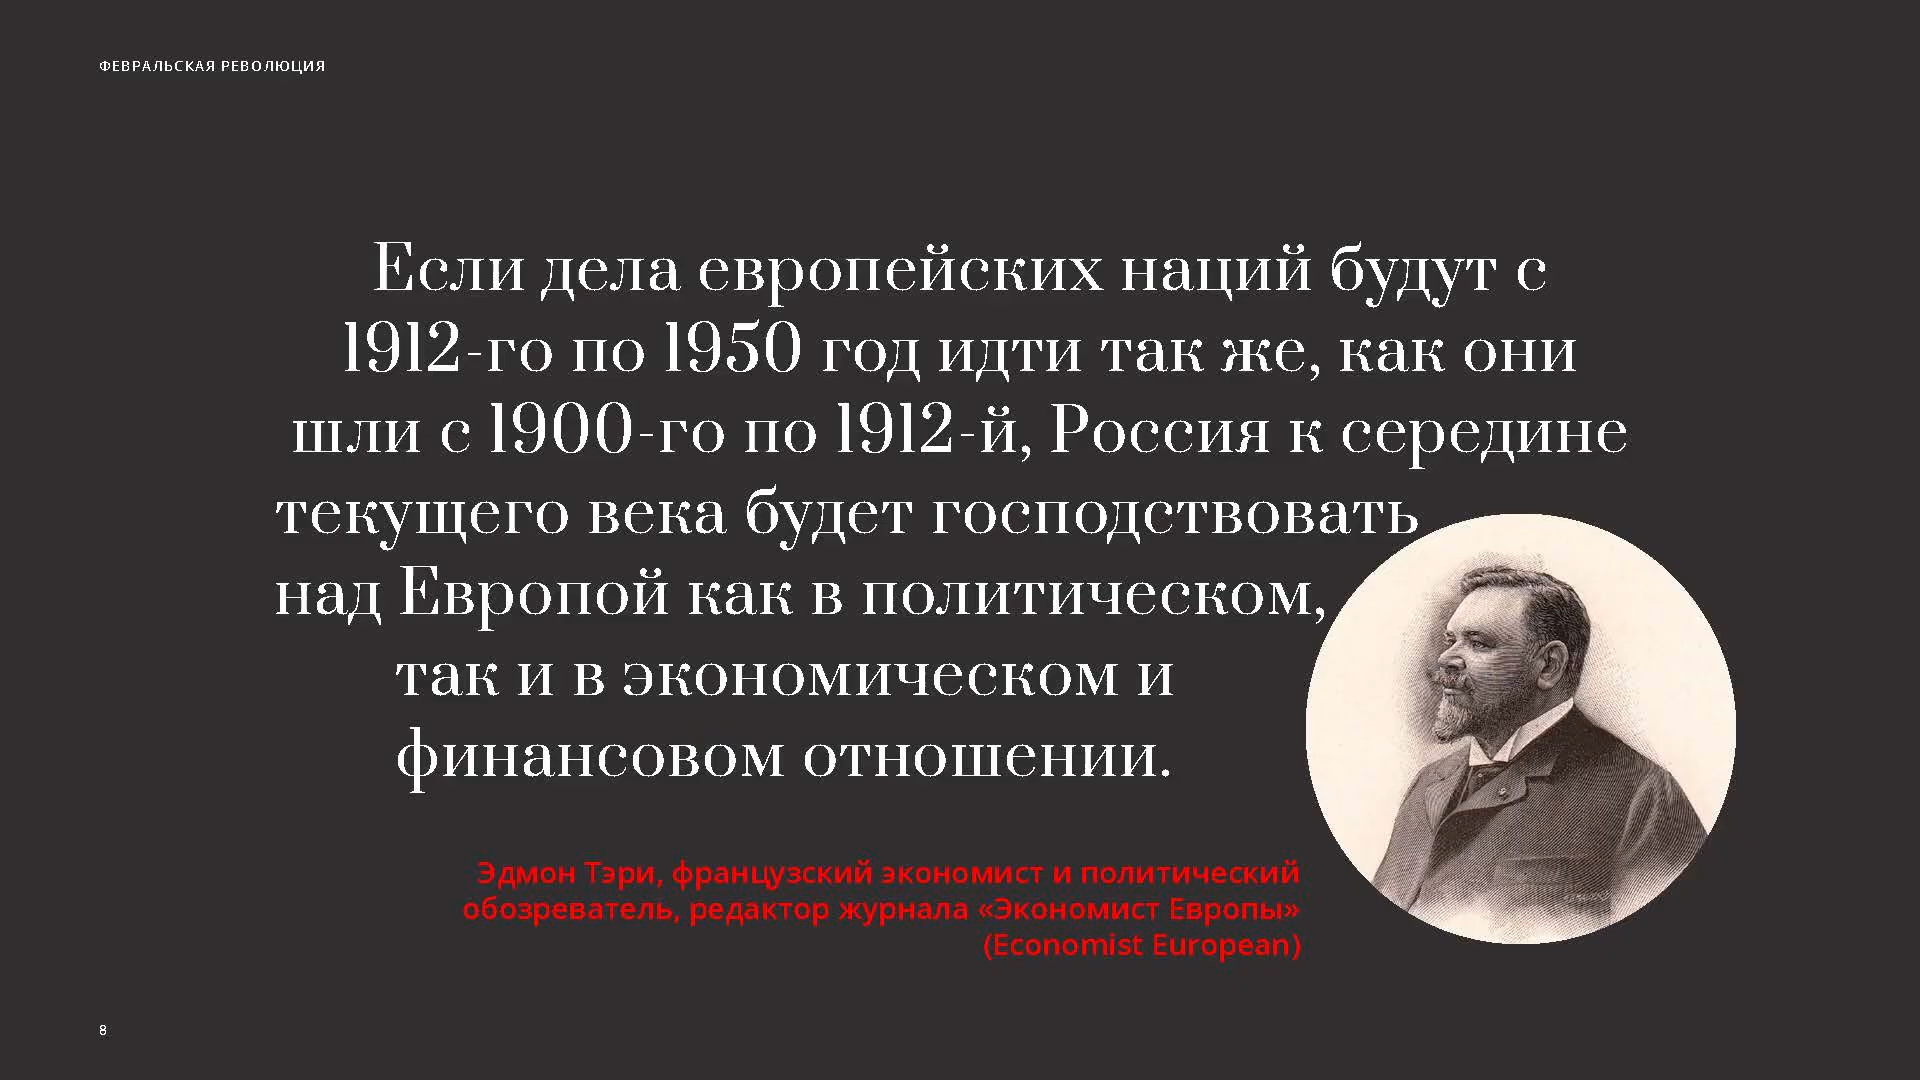 ФЕВРАЛЬСКАЯ РЕВОЛЮЦИЯ
Если дела европейских наций будут с
1912-го по 1950 год идти так же, как они
шли с 1900-го по 1912-й, Россия к середине
текущего века будет господствовать
над Европой как в политическом,
так и в экономическом и
финансовом отношении.
Эдмон Тэри, французский экономист и политический
обозреватель, редактор журнала «Экономист Европы»
(Economist European)
8